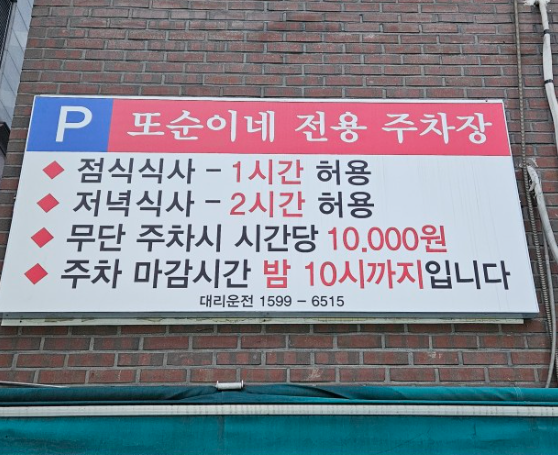 P 또순이네 전용 주차장
◆ 점식식사 - 1시간 허용
◆ 저녁식사 - 2시간 허용
◆ 무단 주차시 시간당 10.000원
◆ 주차 마감시간 밤 10시까지입니다
대리운전 1599 - 6515